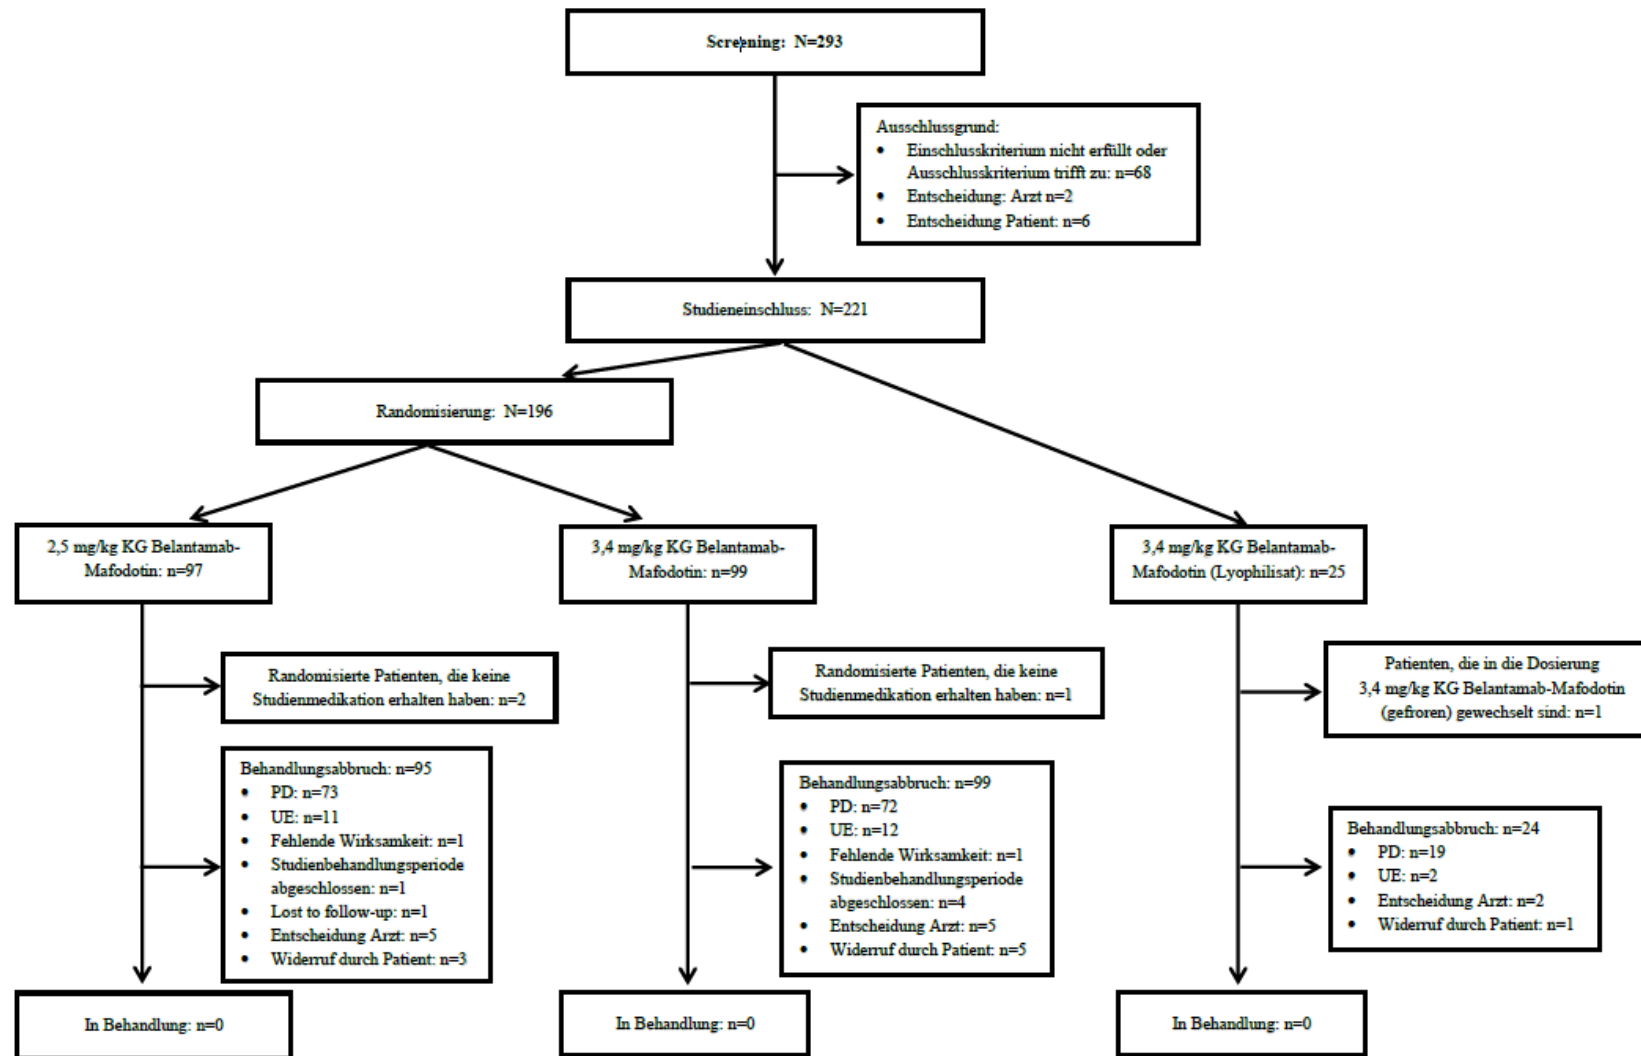 Screening: N=293
Ausschlussgrund:
• Einschlusskriterium nicht erfüllt oder
Ausschlusskriterium trifft zu: n=68
• Entscheidung: Arzt n=2
• Entscheidung Patient: n=6
Studieneinschluss: N=221
Randomisierung: N=196
2,5 mg/kg KG Belantamab-
Mafodotin: n=97
3,4 mg/kg KG Belantamab-
Mafodotin: n=99
3,4 mg/kg KG Belantamab-
Mafodotin (Lyophilisat): n=25
Randomisierte Patienten, die keine
Studienmedikation erhalten haben: n=2
Randomisierte Patienten, die keine
Studienmedikation erhalten haben: n=1
Patienten, die in die Dosierung
3,4 mg/kg KG Belantamab-Mafodotin
(gefroren) gewechselt sind: n=1
Behandlungsabbruch: n=95
• PD: n=73
• UE: n=11
• Fehlende Wirksamkeit: n=1
• Studienbehandlungsperiode
abgeschlossen: n=1
• Lost to follow-up: n=1
• Entscheidung Arzt: n=5
• Widerruf durch Patient: n=3
Behandlungsabbruch: n=99
• PD: n=72
• UE: n=12
• Fehlende Wirksamkeit: n=1
• Studienbehandlungsperiode
abgeschlossen: n=4
• Entscheidung Arzt: n=5
• Widerruf durch Patient: n=5
Behandlungsabbruch: n=24
• PD: n=19
• UE: n=2
• Entscheidung Arzt: n=2
• Widerruf durch Patient: n=1
In Behandlung: n=0
In Behandlung: n=0
In Behandlung: n=0